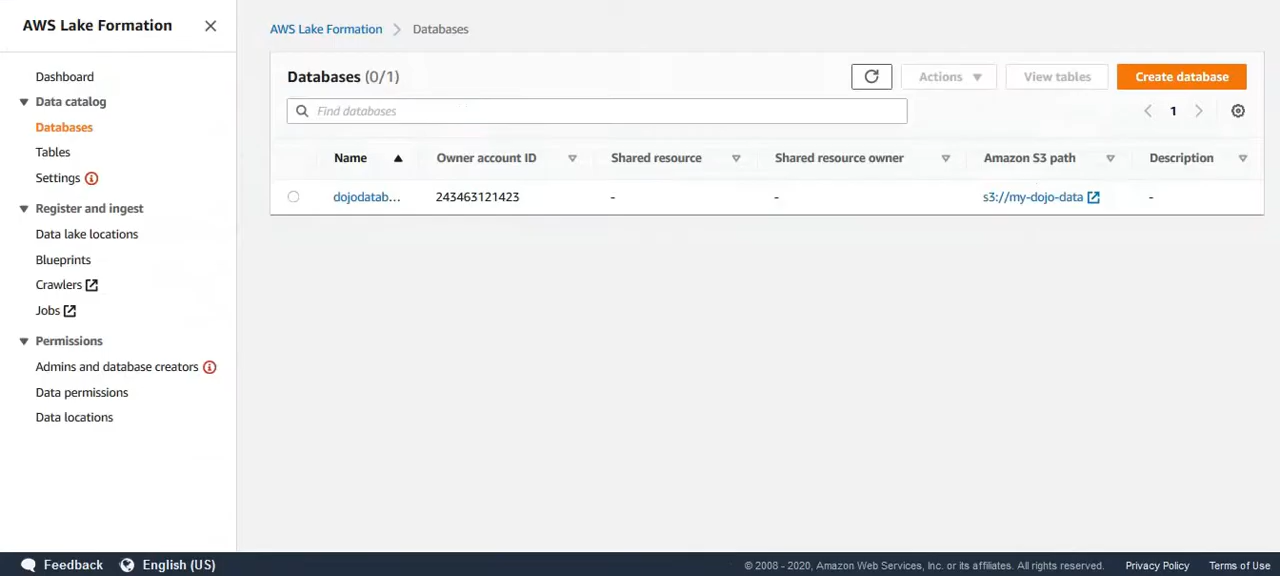 AWS Lake Formation
Dashboard
Data catalog
Databases
Tables
Settings
Register and ingest
Data lake locations
Blueprints
Crawlers
Jobs
Permissions
Admins and database creators
Data permissions
Data locations
AWS Lake Formation > Databases
Databases (0/1)
Actions
View tables
Create database
Find databases
1
Name Owner account ID Shared resource Shared resource owner Amazon S3 path Description
dojodatab... 243463121423 - - s3://my-dojo-data -
Feedback English (US) © 2008 - 2020, Amazon Web Services, Inc. or its affiliates. All rights reserved. Privacy Policy Terms of Use